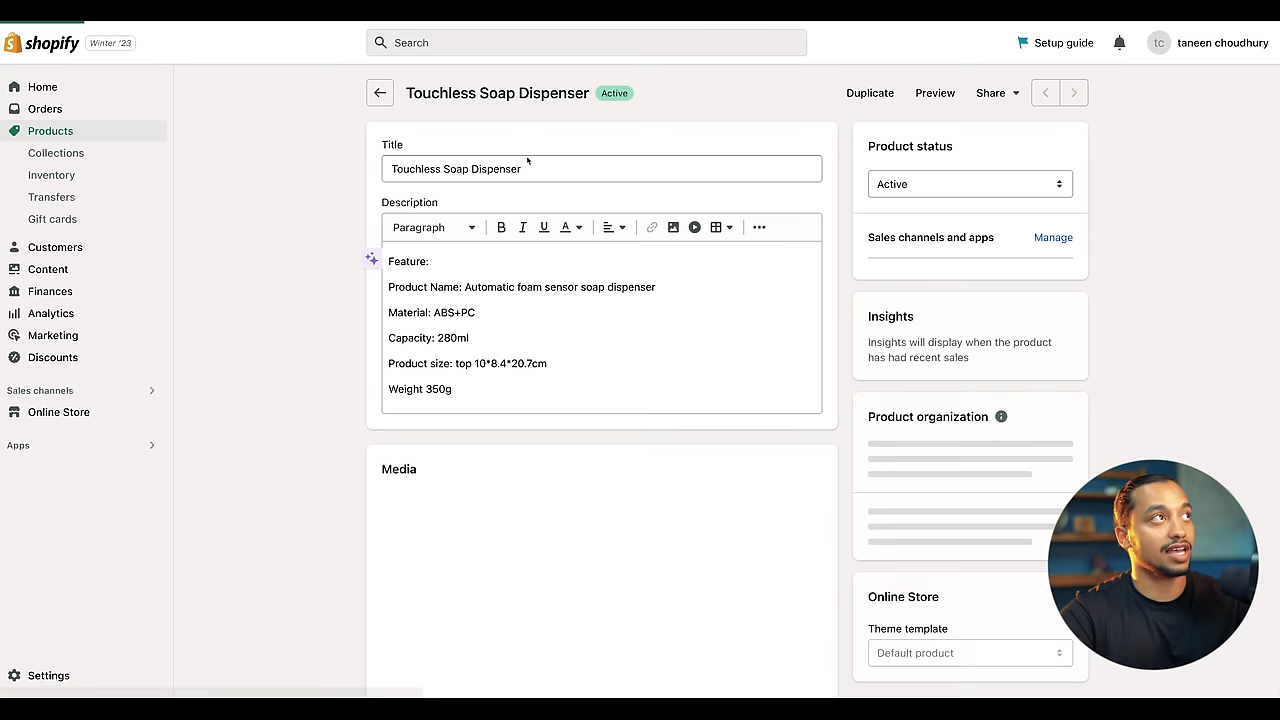 shopify
Winter '23
Search
Setup guide
tc
taneen choudhury
Home
Orders
Products
Collections
Inventory
Transfers
Gift cards
Customers
Content
Finances
Analytics
Marketing
Discounts
Sales channels
Online Store
Apps
Settings
Touchless Soap Dispenser
Active
Duplicate
Preview
Share
Title
Touchless Soap Dispenser
Description
Paragraph
B
I
U
A
Feature:
Product Name: Automatic foam sensor soap dispenser
Material: ABS+PC
Capacity: 280ml
Product size: top 10*8.4*20.7cm
Weight 350g
Media
Product status
Active
Sales channels and apps
Manage
Insights
Insights will display when the product
has had recent sales
Product organization
Online Store
Theme template
Default product